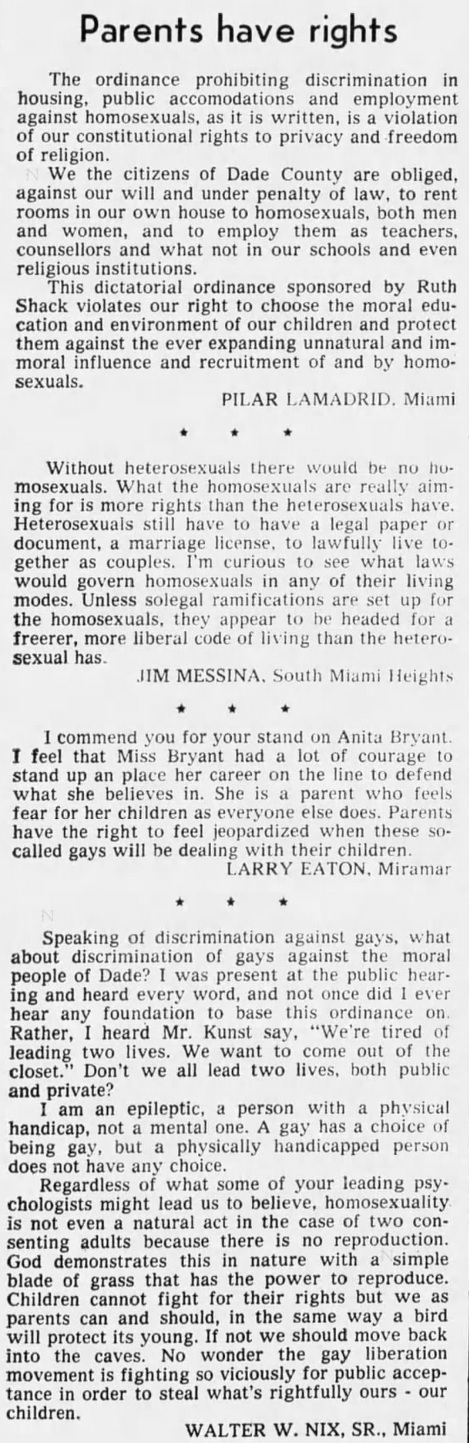 Parents have rights
The ordinance prohibiting discrimination in
housing, public accomodations and employment
against homosexuals, as it is written, is a violation
of our constitutional rights to privacy and freedom
of religion.
We the citizens of Dade County are obliged,
against our will and under penalty of law, to rent
rooms in our own house to homosexuals, both men
and women, and to employ them as teachers,
counsellors and what not in our schools and even
religious institutions.
This dictatorial ordinance sponsored by Ruth
Shack violates our right to choose the moral edu-
cation and environment of our children and protect
them against the ever expanding unnatural and im-
moral influence and recruitment of and by homo-
sexuals.
PILAR LAMADRID, Miami
★ ★ ★
Without heterosexuals there would be no ho-
mosexuals. What the homosexuals are really aim-
ing for is more rights than the heterosexuals have.
Heterosexuals still have to have a legal paper or
document, a marriage license, to lawfully live to-
gether as couples. I'm curious to see what laws
would govern homosexuals in any of their living
modes. Unless solegal ramifications are set up for
the homosexuals, they appear to be headed for a
freerer, more liberal code of living than the hetero-
sexual has.
JIM MESSINA, South Miami Heights
★ ★ ★
I commend you for your stand on Anita Bryant.
I feel that Miss Bryant had a lot of courage to
stand up an place her career on the line to defend
what she believes in. She is a parent who feels
fear for her children as everyone else does. Parents
have the right to feel jeopardized when these so-
called gays will be dealing with their children.
LARRY EATON, Miramar
★ ★ ★
Speaking of discrimination against gays, what
about discrimination of gays against the moral
people of Dade? I was present at the public hear-
ing and heard every word, and not once did I ever
hear any foundation to base this ordinance on.
Rather, I heard Mr. Kunst say, "We're tired of
leading two lives. We want to come out of the
closet." Don't we all lead two lives, both public
and private?
I am an epileptic, a person with a physical
handicap, not a mental one. A gay has a choice of
being gay, but a physically handicapped person
does not have any choice.
Regardless of what some of your leading psy-
chologists might lead us to believe, homosexuality
is not even a natural act in the case of two con-
senting adults because there is no reproduction.
God demonstrates this in nature with a simple
blade of grass that has the power to reproduce.
Children cannot fight for their rights but we as
parents can and should, in the same way a bird
will protect its young. If not we should move back
into the caves. No wonder the gay liberation
movement is fighting so viciously for public accep-
tance in order to steal what's rightfully ours - our
children.
WALTER W. NIX, SR., Miami